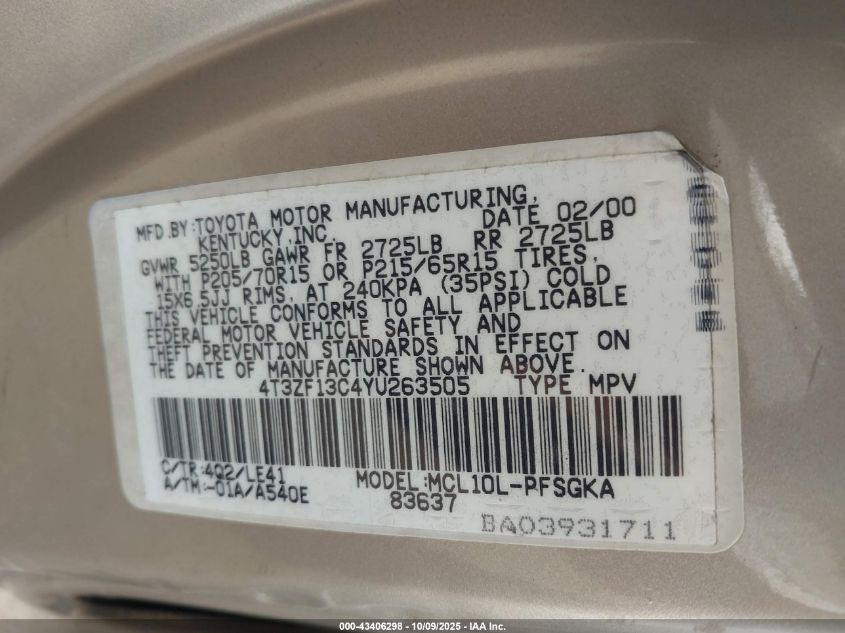 MFD.BY:TOYOTA MOTOR MANUFACTURING,
KENTUCKY,INC. DATE 02/00
GVWR 5250LB GAWR FR 2725LB RR 2725LB
WITH P205/70R15 OR P215/65R15 TIRES,
15X6.5JJ RIMS, AT 240KPA (35PSI) COLD
THIS VEHICLE CONFORMS TO ALL APPLICABLE
FEDERAL MOTOR VEHICLE SAFETY AND
THEFT PREVENTION STANDARDS IN EFFECT ON
THE DATE OF MANUFACTURE SHOWN ABOVE.
4T3ZF13C4YU263505 TYPE MPV
C/TR:4Q2/LE41 MODEL:MCL10L-PFSGKA
A/TM:-01A/A540E 83637
BA03931711
000-43406298 - 10/09/2025 - IAA Inc.